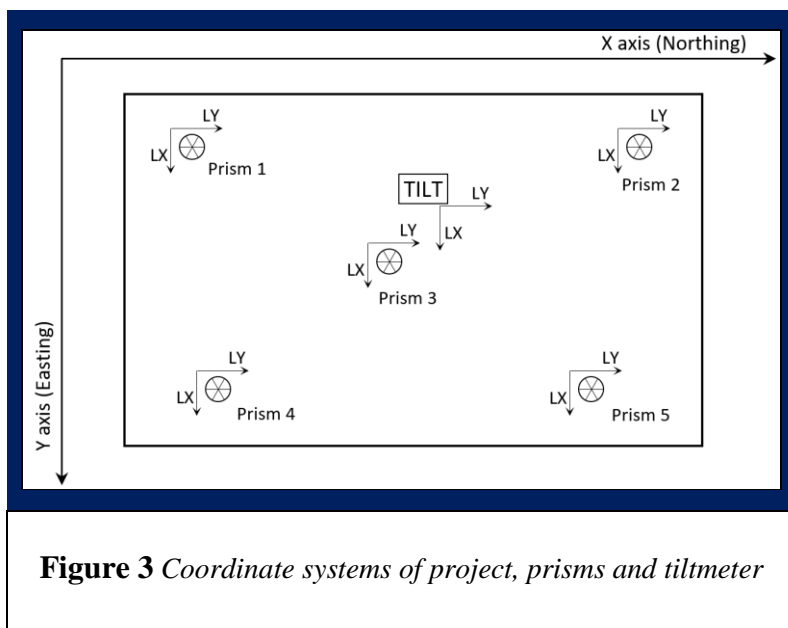 X axis (Northing)
LY
LX
Prism 1
LY
LX
Prism 2
TILT
LY
LX
LY
LX
Prism 3
Y axis (Easting)
LY
LX
Prism 4
LY
LX
Prism 5
Figure 3 Coordinate systems of project, prisms and tiltmeter